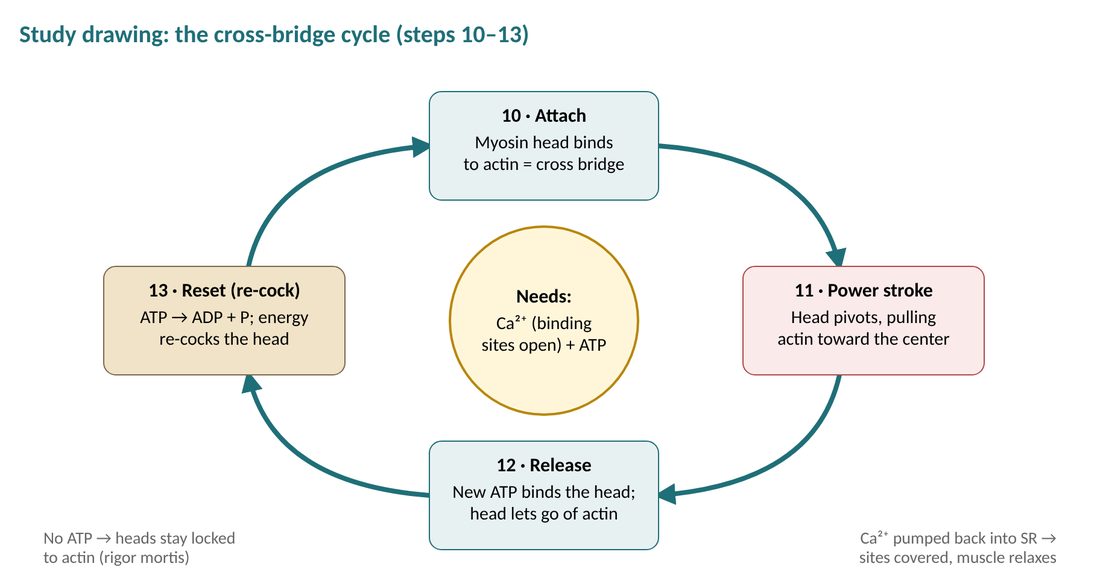 Study drawing: the cross-bridge cycle (steps 10–13)
10 · Attach
Myosin head binds
to actin = cross bridge
13 · Reset (re-cock)
ATP → ADP + P; energy
re-cocks the head
Needs:
Ca²⁺ (binding
sites open) + ATP
11 · Power stroke
Head pivots, pulling
actin toward the center
12 · Release
New ATP binds the head;
head lets go of actin
No ATP → heads stay locked
to actin (rigor mortis)
Ca²⁺ pumped back into SR →
sites covered, muscle relaxes